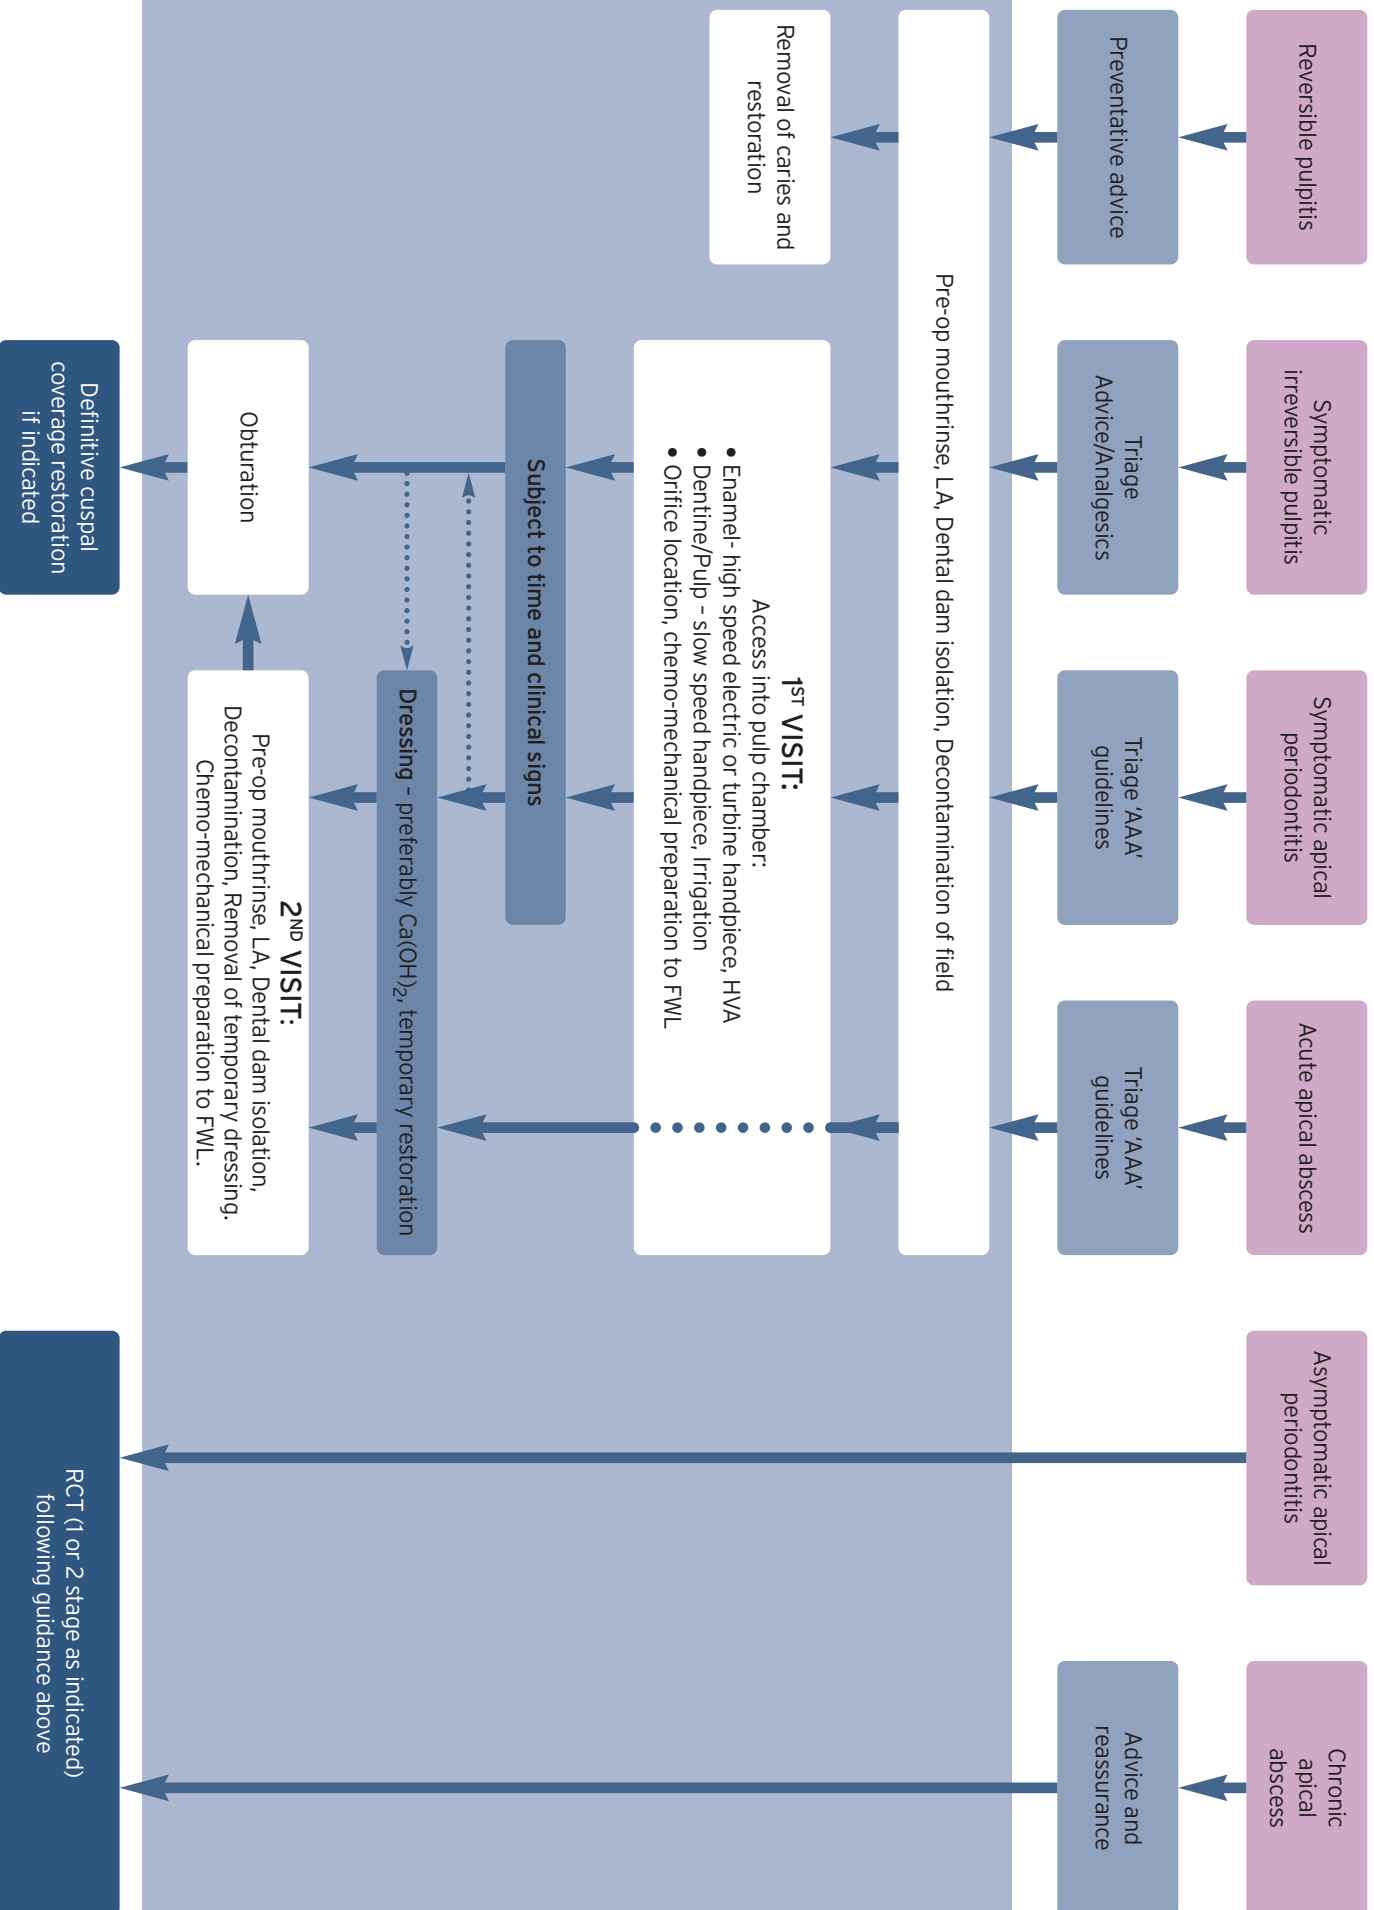 Reversible pulpitis
Symptomatic
irreversible pulpitis
Symptomatic apical
periodontitis
Acute apical abscess
Asymptomatic apical
periodontitis
Chronic
apical
abscess
Preventative advice
Triage
Advice/Analgesics
Triage ‘AAA’
guidelines
Triage ‘AAA’
guidelines
Advice and
reassurance
Pre-op mouthrinse, LA, Dental dam isolation, Decontamination of field
Removal of caries and
restoration
1ST VISIT:
Access into pulp chamber:
• Enamel- high speed electric or turbine handpiece, HVA
• Dentine/Pulp – slow speed handpiece, Irrigation
• Orifice location, chemo-mechanical preparation to FWL
Subject to time and clinical signs
Dressing – preferably Ca(OH)2, temporary restoration
Obturation
2ND VISIT:
Pre-op mouthrinse, LA, Dental dam isolation,
Decontamination, Removal of temporary dressing.
Chemo-mechanical preparation to FWL.
Definitive cuspal
coverage restoration
if indicated
RCT (1 or 2 stage as indicated)
following guidance above